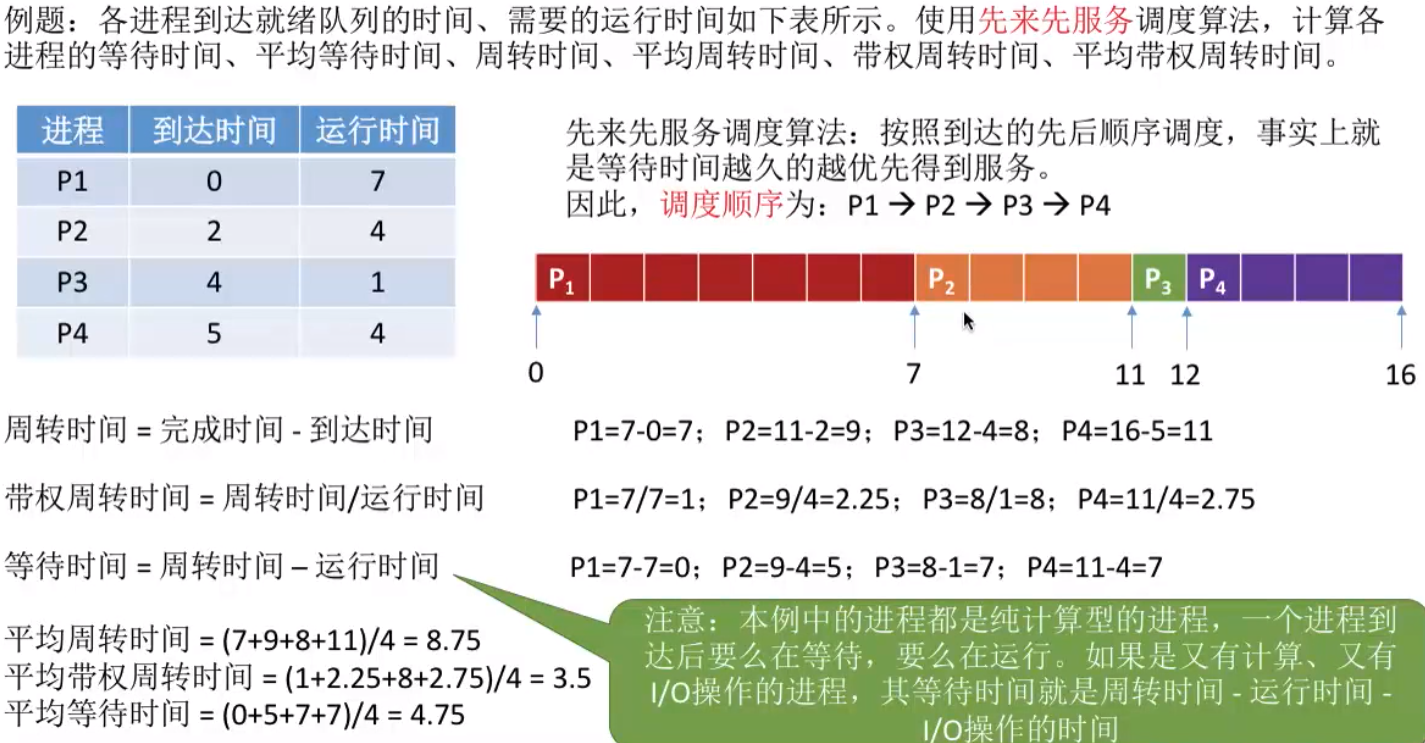 例题：各进程到达就绪队列的时间、需要的运行时间如下表所示。使用先来先服务调度算法，计算各
进程的等待时间、平均等待时间、周转时间、平均周转时间、带权周转时间、平均带权周转时间。
进程 到达时间 运行时间
P1 0 7
P2 2 4
P3 4 1
P4 5 4
先来先服务调度算法：按照到达的先后顺序调度，事实上就
是等待时间越久的越优先得到服务。
因此，调度顺序为：P1 → P2 → P3 → P4
P₁ P₂ P₃ P₄
0 7 11 12 16
周转时间 = 完成时间 - 到达时间 P1=7-0=7；P2=11-2=9；P3=12-4=8；P4=16-5=11
带权周转时间 = 周转时间/运行时间 P1=7/7=1；P2=9/4=2.25；P3=8/1=8；P4=11/4=2.75
等待时间 = 周转时间 – 运行时间 P1=7-7=0；P2=9-4=5；P3=8-1=7；P4=11-4=7
平均周转时间 = (7+9+8+11)/4 = 8.75
平均带权周转时间 = (1+2.25+8+2.75)/4 = 3.5
平均等待时间 = (0+5+7+7)/4 = 4.75
注意：本例中的进程都是纯计算型的进程，一个进程到
达后要么在等待，要么在运行。如果是又有计算、又有
I/O操作的进程，其等待时间就是周转时间 - 运行时间 -
I/O操作的时间